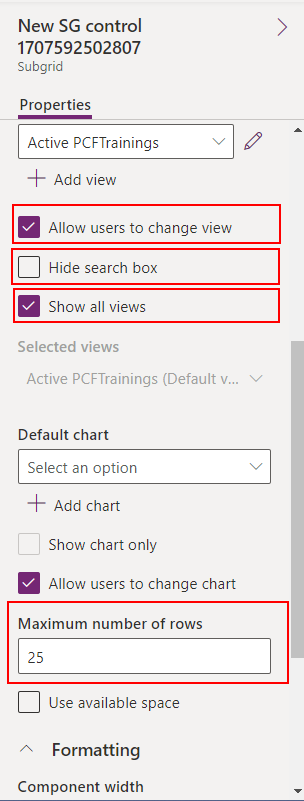 New SG control
1707592502807
Subgrid
Properties
Active PCFTrainings
Add view
Allow users to change view
Hide search box
Show all views
Selected views
Active PCFTrainings (Default v...
Default chart
Select an option
Add chart
Show chart only
Allow users to change chart
Maximum number of rows
25
Use available space
Formatting
Component width